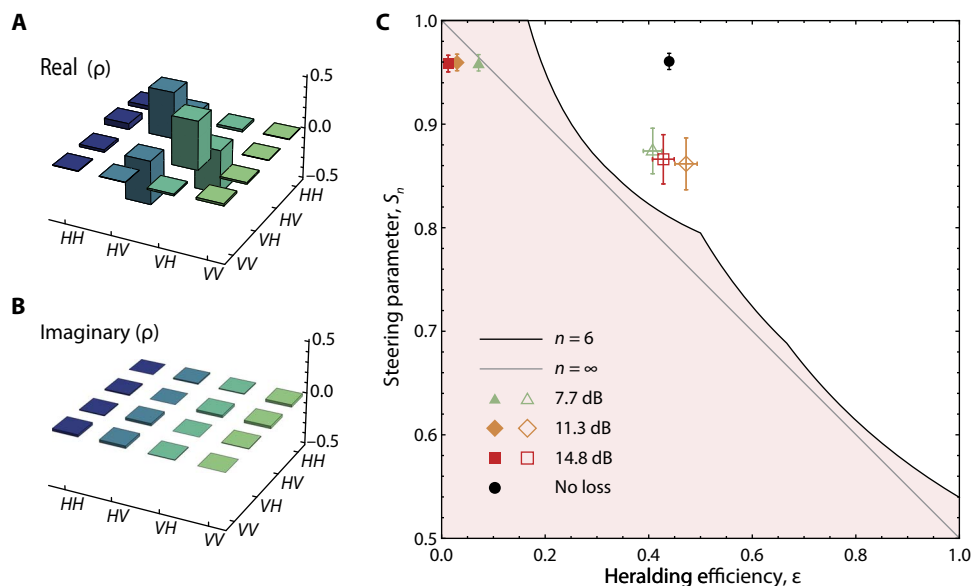 A
Real (ρ)
0.5
0.0
−0.5
HH
HV
VH
VV
HH
HV
VH
VV
B
Imaginary (ρ)
0.5
0.0
−0.5
HH
HV
VH
VV
HH
HV
VH
VV
C
Steering parameter, Sn
1.0
0.9
0.8
0.7
0.6
0.5
n = 6
n = ∞
7.7 dB
11.3 dB
14.8 dB
No loss
0.0 0.2 0.4 0.6 0.8 1.0
Heralding efficiency, ε